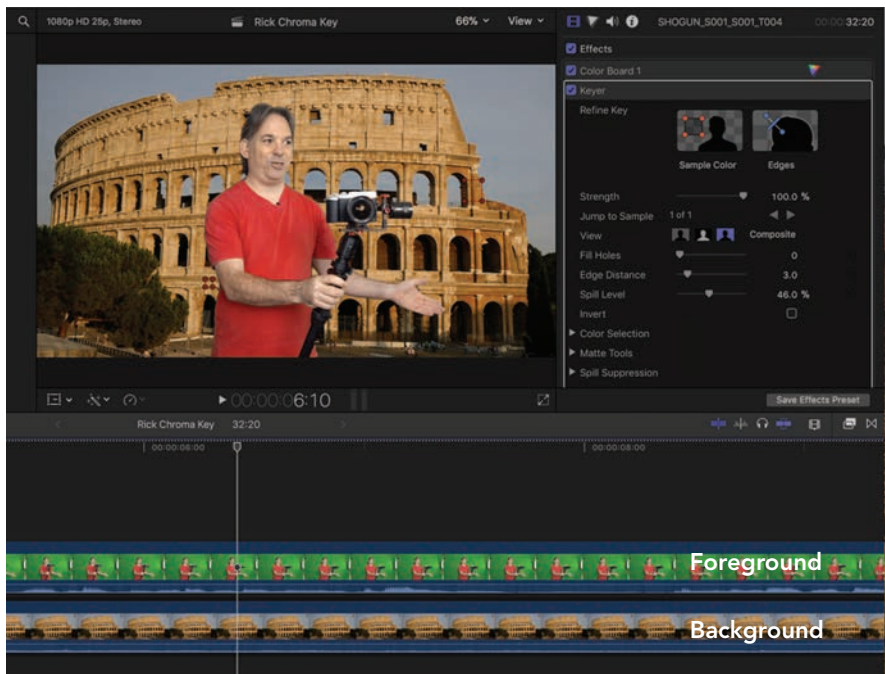 1080p HD 25p, Stereo
Rick Chroma Key
66%
View
SHOGUN_S001_S001_T004
00:00:32:20
Effects
Color Board 1
Keyer
Refine Key
Sample Color
Edges
Strength
100.0 %
Jump to Sample
1 of 1
View
Composite
Fill Holes
0
Edge Distance
3.0
Spill Level
46.0 %
Invert
Color Selection
Matte Tools
Spill Suppression
00:00:00:06:10
Save Effects Preset
Rick Chroma Key
32:20
00:00:06:00
00:00:08:00
Foreground
Background